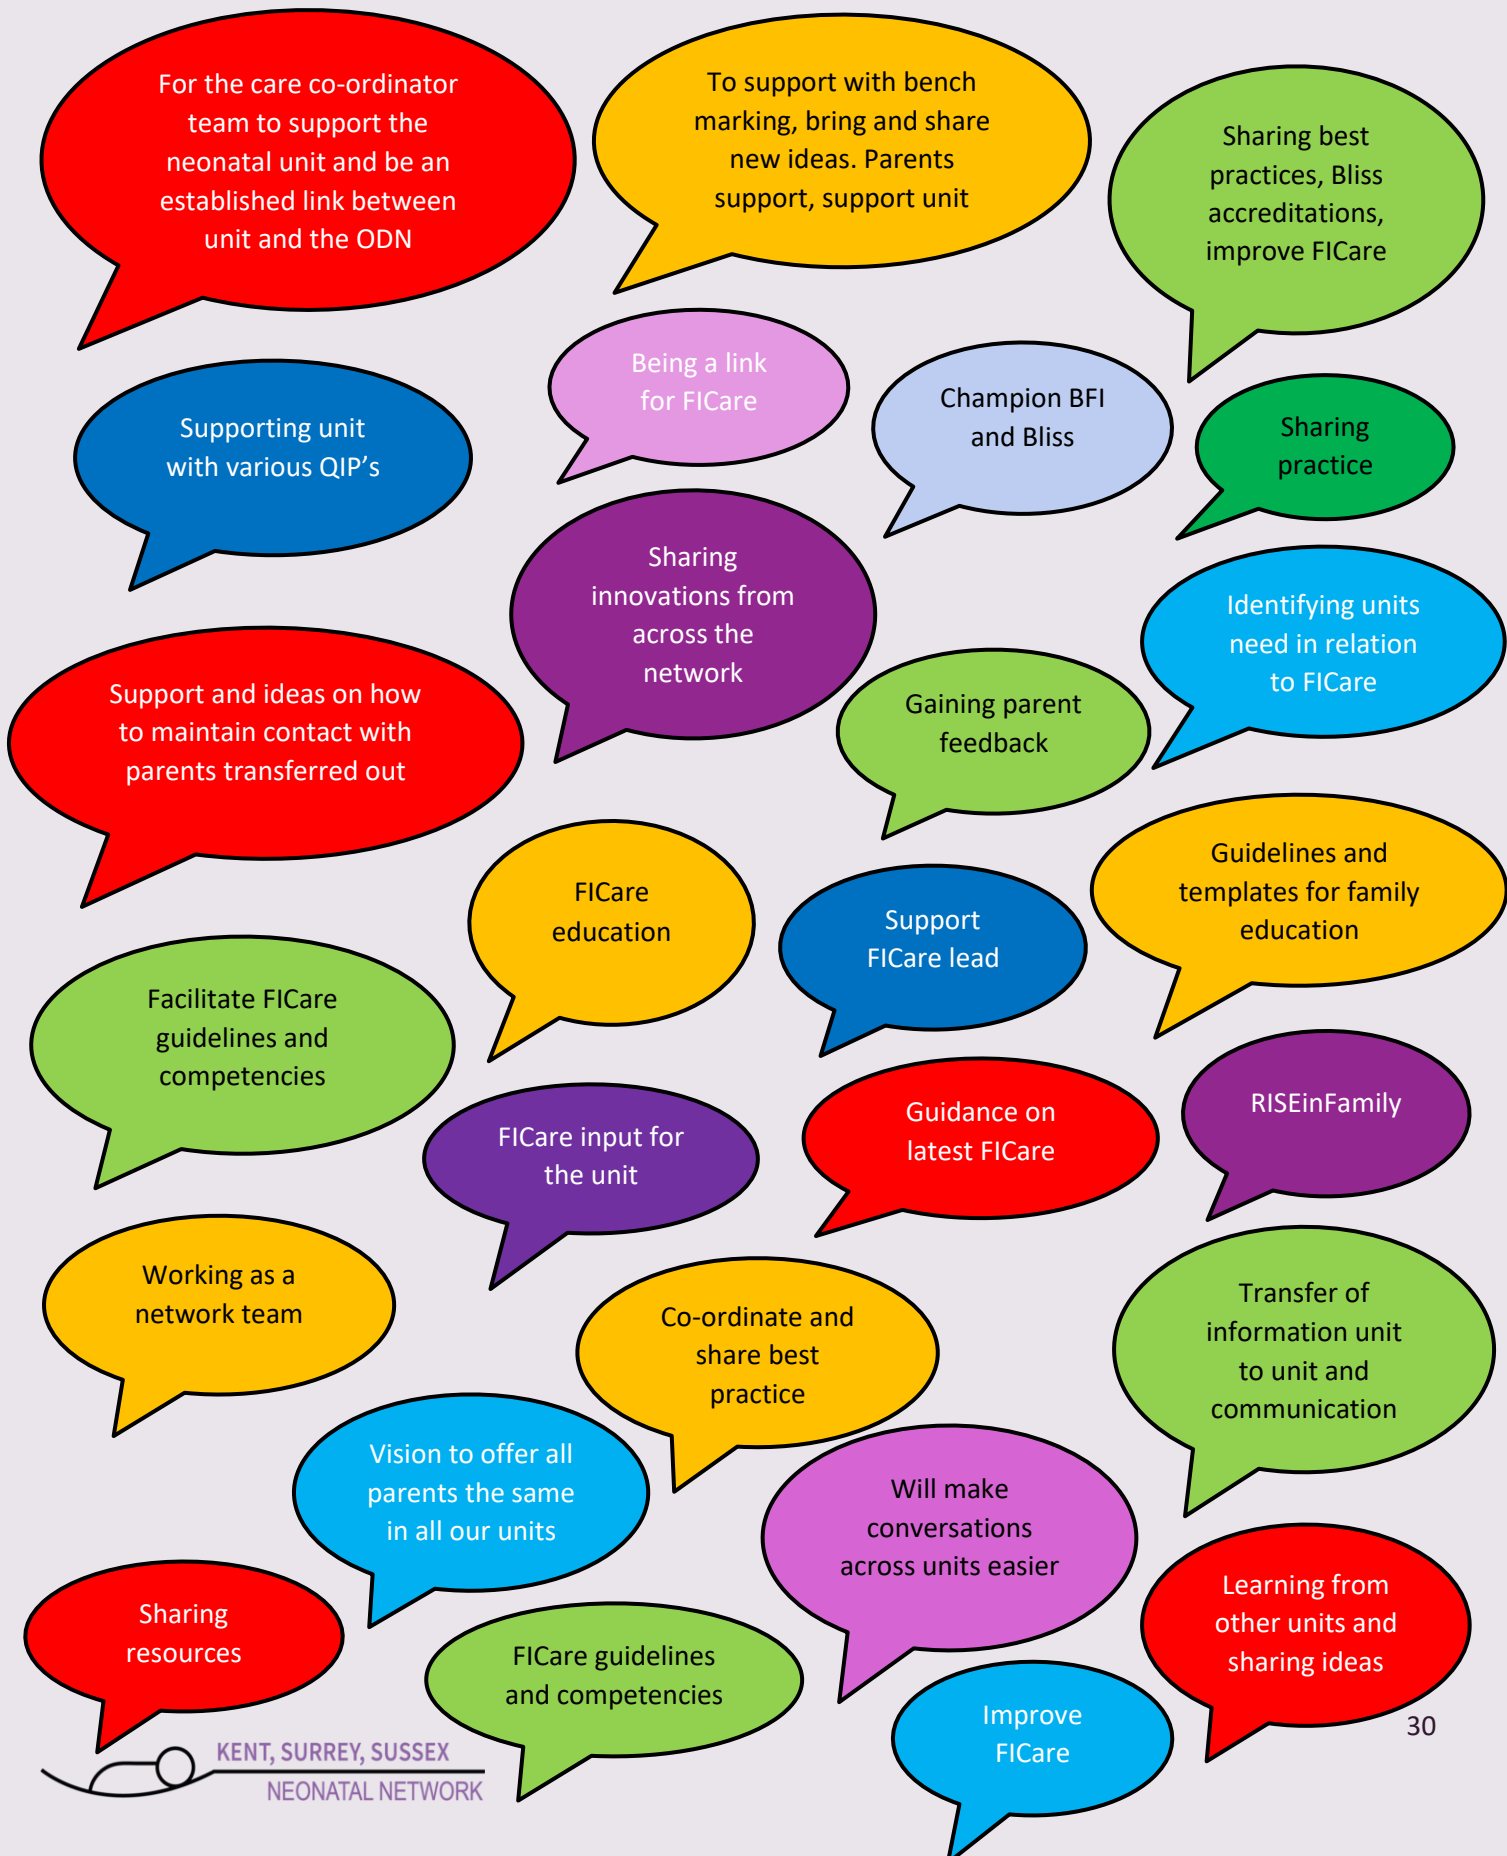 For the care co-ordinator
team to support the
neonatal unit and be an
established link between
unit and the ODN
To support with bench
marking, bring and share
new ideas. Parents
support, support unit
Sharing best
practices, Bliss
accreditations,
improve FICare
Being a link
for FICare
Champion BFI
and Bliss
Sharing
practice
Supporting unit
with various QIP’s
Sharing
innovations from
across the
network
Identifying units
need in relation
to FICare
Support and ideas on how
to maintain contact with
parents transferred out
Gaining parent
feedback
FICare
education
Support
FICare lead
Guidelines and
templates for family
education
Facilitate FICare
guidelines and
competencies
FICare input for
the unit
Guidance on
latest FICare
RISEinFamily
Working as a
network team
Co-ordinate and
share best
practice
Transfer of
information unit
to unit and
communication
Vision to offer all
parents the same
in all our units
Will make
conversations
across units easier
Learning from
other units and
sharing ideas
Sharing
resources
FICare guidelines
and competencies
Improve
FICare
30
KENT, SURREY, SUSSEX
NEONATAL NETWORK